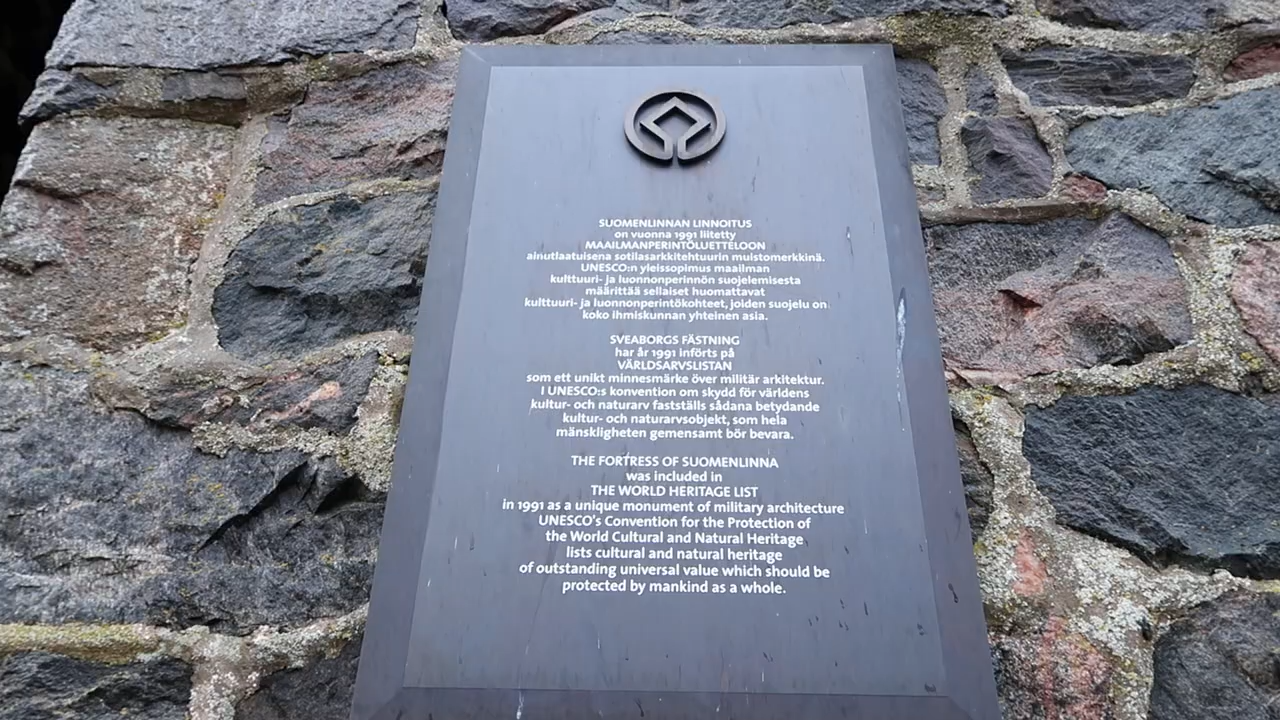 SUOMENLINNAN LINNOITUS
on vuonna 1991 liitetty
MAAILMANPERINTÖLUETTELOON
ainutlaatuisena sotilasarkkitehtuurin muistomerkkinä.
UNESCO:n yleissopimus maailman
kulttuuri- ja luonnonperinnön suojelemisesta
määrittää sellaiset huomattavat
kulttuuri- ja luonnonperintökohteet, joiden suojelu on
koko ihmiskunnan yhteinen asia.
SVEABORGS FÄSTNING
har år 1991 införts på
VÄRLDSARVSLISTAN
som ett unikt minnesmärke över militär arkitektur.
I UNESCO:s konvention om skydd för världens
kultur- och naturarv fastställs sådana betydande
kultur- och naturarvsobjekt, som hela
mänskligheten gemensamt bör bevara.
THE FORTRESS OF SUOMENLINNA
was included in
THE WORLD HERITAGE LIST
in 1991 as a unique monument of military architecture
UNESCO's Convention for the Protection of
the World Cultural and Natural Heritage
lists cultural and natural heritage
of outstanding universal value which should be
protected by mankind as a whole.